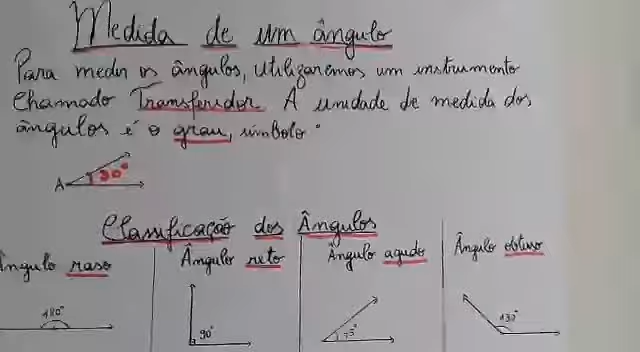 Medida de um ângulo
Para medir os ângulos, utilizaremos um instrumento
chamado Transferidor. A unidade de medida dos
ângulos é o grau, símbolo °
A 30°
Classificação dos Ângulos
Ângulo raso Ângulo reto Ângulo agudo Ângulo obtuso
180° 90° 45° 130°